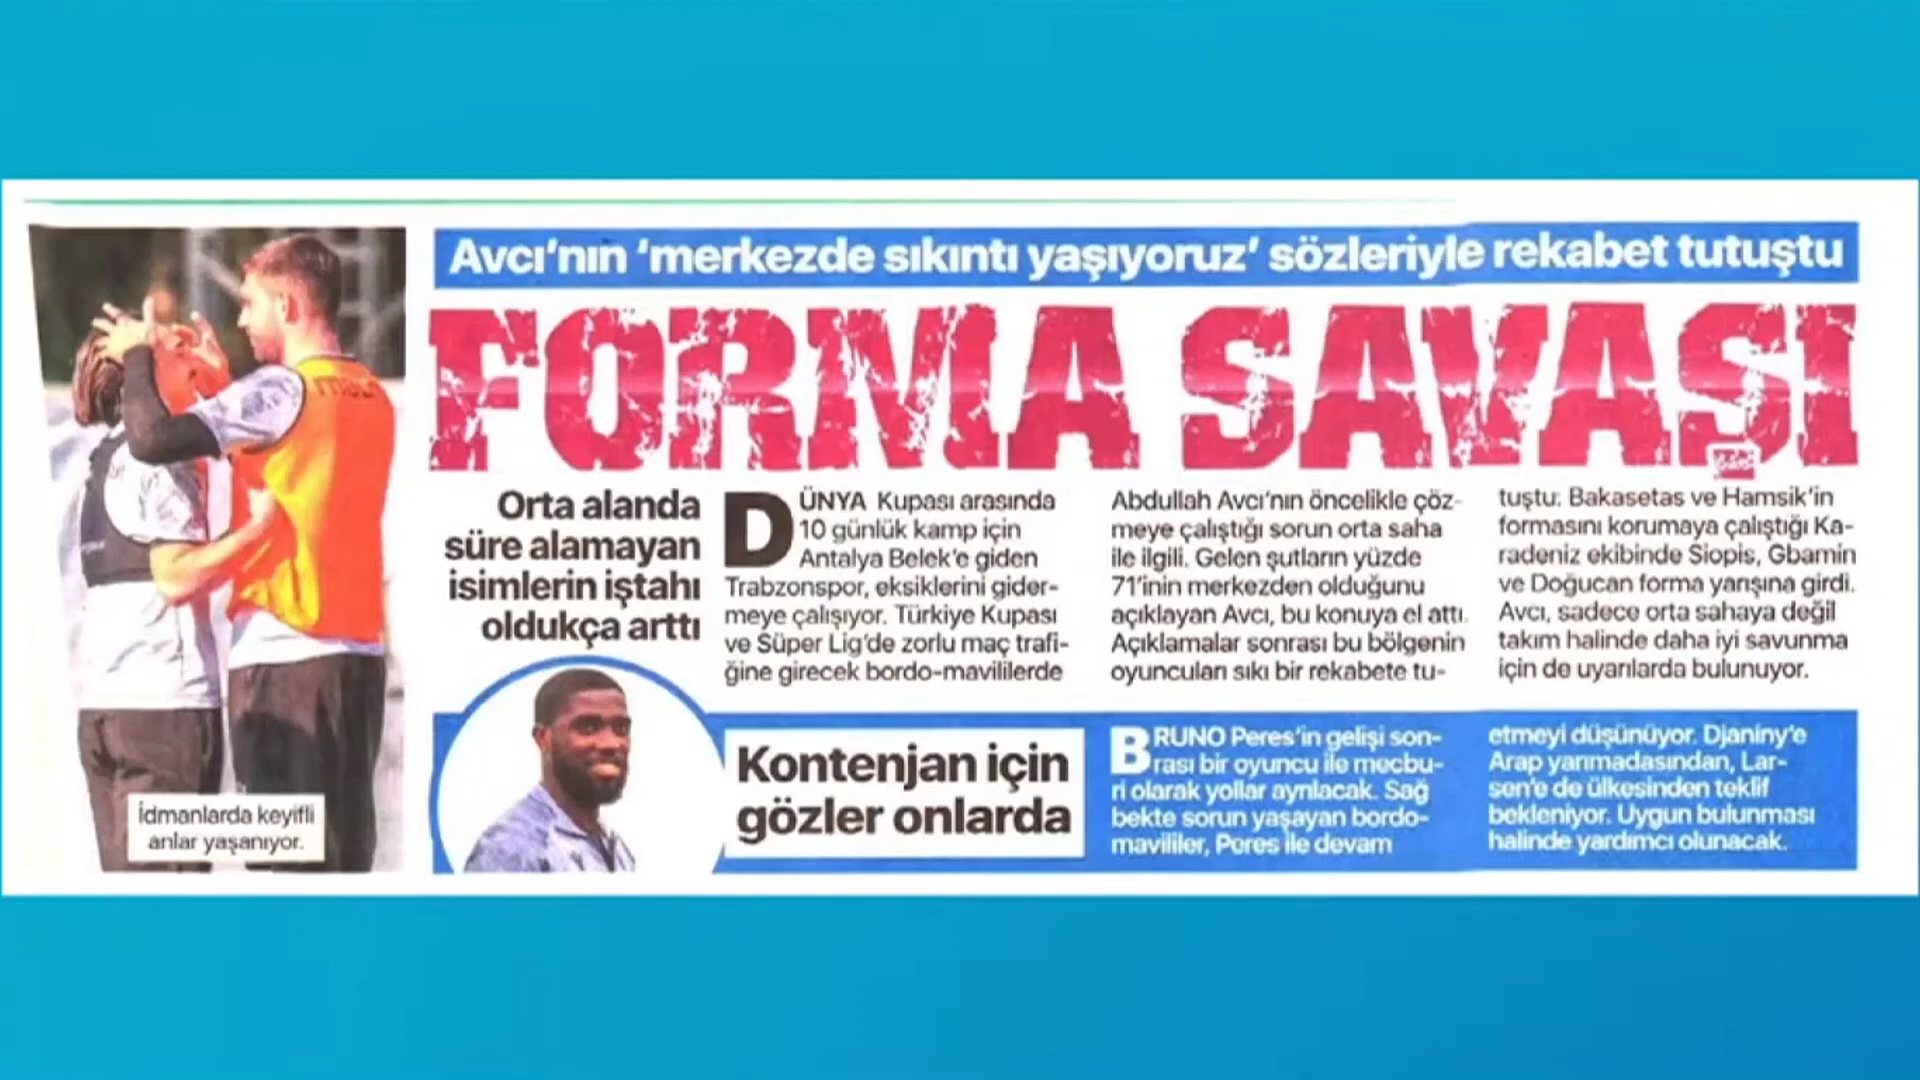 Avcı'nın 'merkezde sıkıntı yaşıyoruz' sözleriyle rekabet tutuştu
FORMA SAVAŞI
Orta alanda
süre alamayan
isimlerin iştahı
oldukça arttı
DÜNYA Kupası arasında
10 günlük kamp için
Antalya Belek'e giden
Trabzonspor, eksiklerini gider-
meye çalışıyor. Türkiye Kupası
ve Süper Lig'de zorlu maç trafi-
ğine girecek bordo-mavililerde
Abdullah Avcı'nın öncelikle çöz-
meye çalıştığı sorun orta saha
ile ilgili. Gelen şutların yüzde
71'inin merkezden olduğunu
açıklayan Avcı, bu konuya el attı.
Açıklamalar sonrası bu bölgenin
oyuncuları sıkı bir rekabete tu-
tuştu. Bakasetas ve Hamsik'in
formasını korumaya çalıştığı Ka-
radeniz ekibinde Siopis, Gbamin
ve Doğucan forma yarışına girdi.
Avcı, sadece orta sahaya değil
takım halinde daha iyi savunma
için de uyarılarda bulunuyor.
İdmanlarda keyifli
anlar yaşanıyor.
Kontenjan için
gözler onlarda
BRUNO Peres'in gelişi son-
rası bir oyuncu ile mecbu-
ri olarak yollar ayrılacak. Sağ
bekte sorun yaşayan bordo-
mavililer, Peres ile devam
etmeyi düşünüyor. Djaniny'e
Arap yarımadasından, Lar-
sen'e de ülkesinden teklif
bekleniyor. Uygun bulunması
halinde yardımcı olunacak.